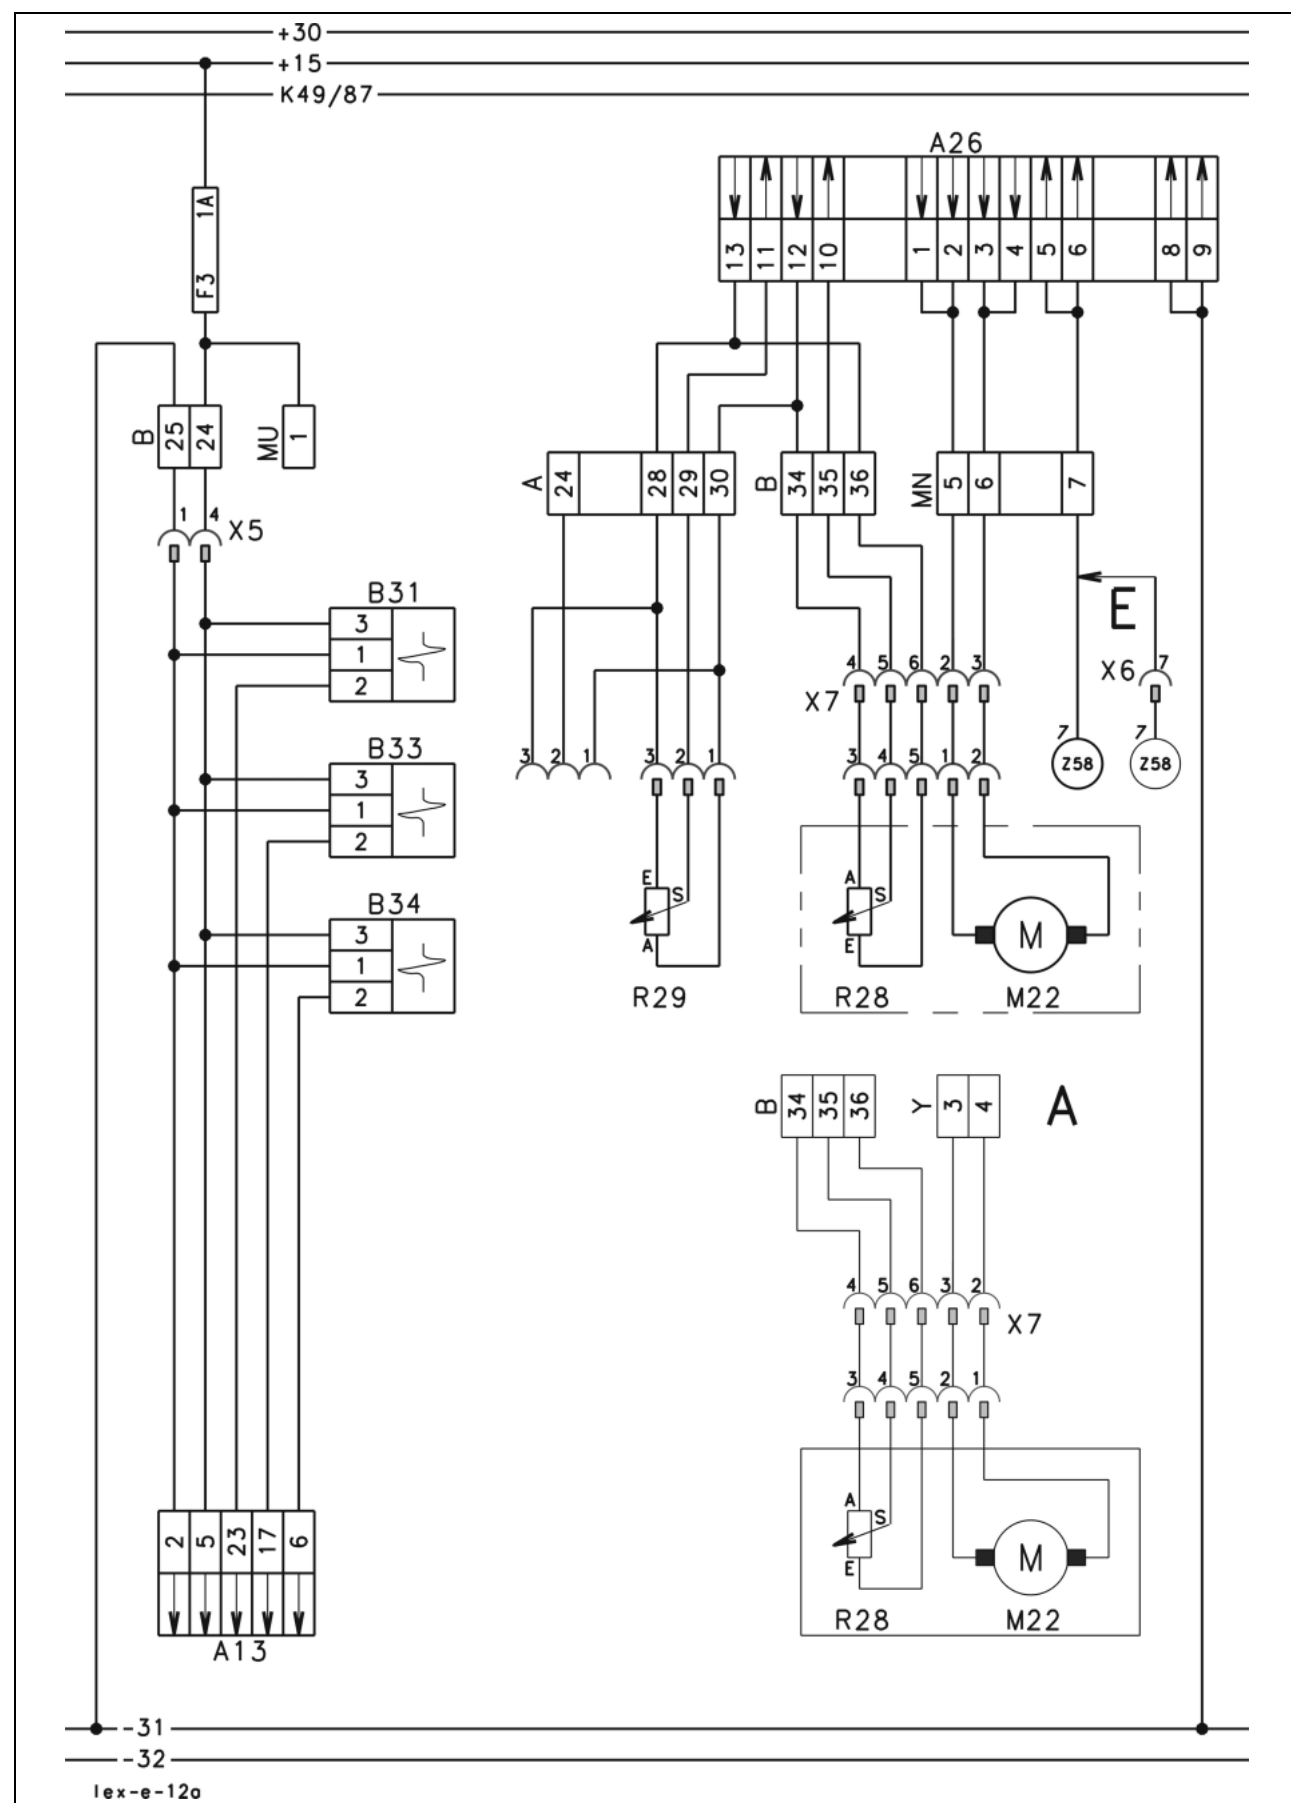 +30
+15
K49/87
A26
1A
F3
13 11 12 10 1 2 3 4 5 6 8 9
B 25 24
MU 1
A 24 28 29 30
B 34 35 36
MN 5 6 7
1 4 X5
B31
3
1
2
E
4 5 6 2 3
X7
X6 7
B33
3
1
2
3 2 1
3 2 1
3 4 5 1 2
7 7
Z58 Z58
E S
A
R29
A S
E
R28
M
M22
B34
3
1
2
B 34 35 36
Y 3 4
A
4 5 6 3 2
X7
3 4 5 2 1
A S
E
R28
M
M22
2 5 23 17 6
A13
-31
-32
lex-e-12a